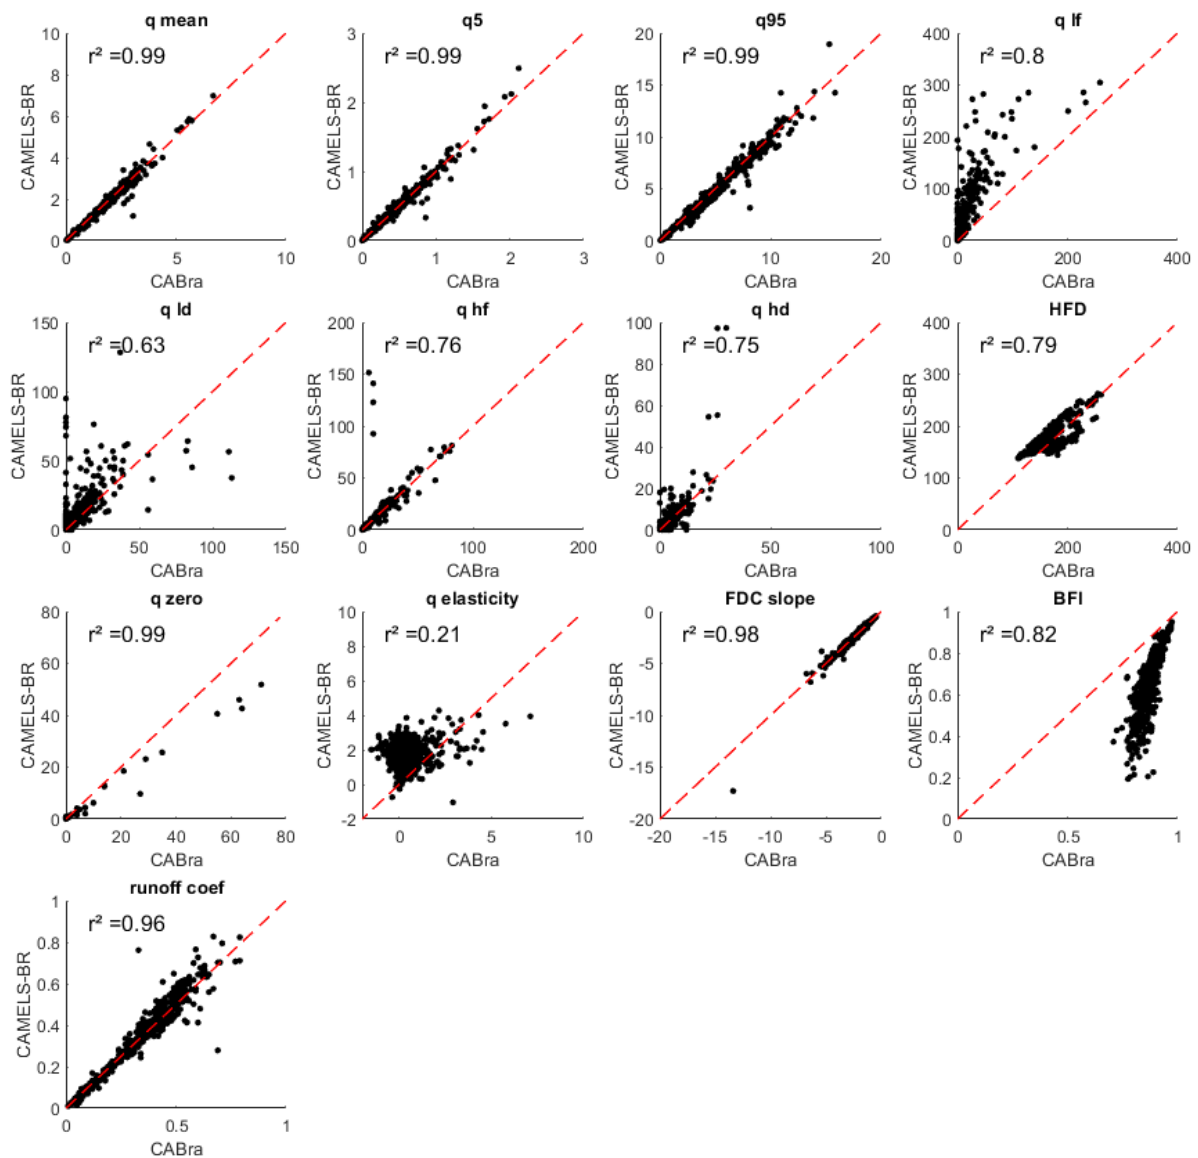 q mean
r² =0.99
10
8
6
4
2
0
CAMELS-BR
0 5 10
CABra
q5
r² =0.99
3
2
1
0
CAMELS-BR
0 1 2 3
CABra
q95
r² =0.99
20
15
10
5
0
CAMELS-BR
0 10 20
CABra
q lf
r² =0.8
400
300
200
100
0
CAMELS-BR
0 200 400
CABra
q ld
r² =0.63
150
100
50
0
CAMELS-BR
0 50 100 150
CABra
q hf
r² =0.76
200
150
100
50
0
CAMELS-BR
0 100 200
CABra
q hd
r² =0.75
100
80
60
40
20
0
CAMELS-BR
0 50 100
CABra
HFD
r² =0.79
400
300
200
100
0
CAMELS-BR
0 200 400
CABra
q zero
r² =0.99
80
60
40
20
0
CAMELS-BR
0 20 40 60 80
CABra
q elasticity
r² =0.21
10
8
6
4
2
0
-2
CAMELS-BR
0 5 10
CABra
FDC slope
r² =0.98
0
-5
-10
-15
-20
CAMELS-BR
-20 -15 -10 -5 0
CABra
BFI
r² =0.82
1
0.8
0.6
0.4
0.2
0
CAMELS-BR
0 0.5 1
CABra
runoff coef
r² =0.96
1
0.8
0.6
0.4
0.2
0
CAMELS-BR
0 0.5 1
CABra